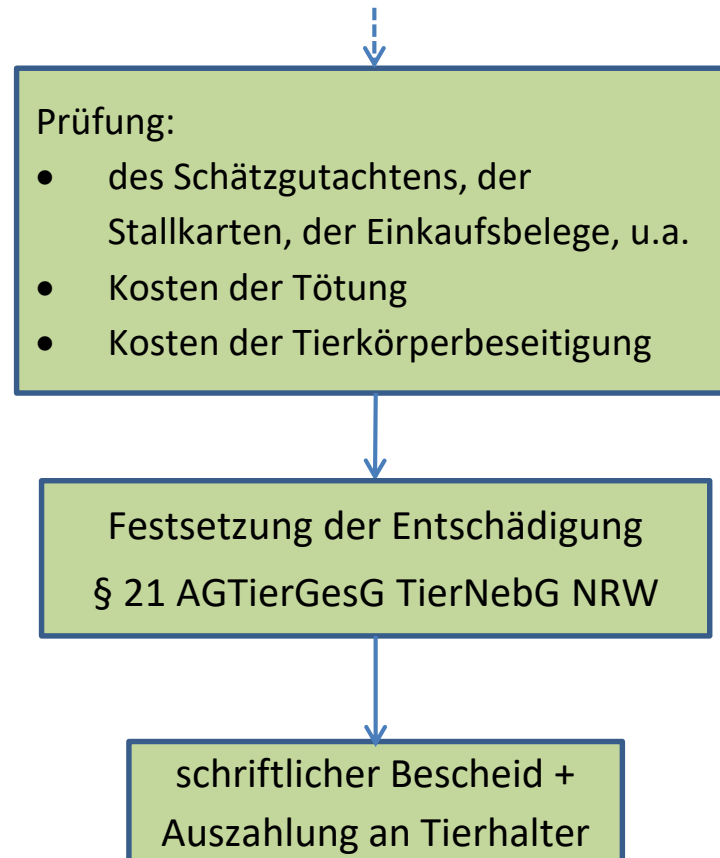 Prüfung:
• des Schätzgutachtens, der
Stallkarten, der Einkaufsbelege, u.a.
• Kosten der Tötung
• Kosten der Tierkörperbeseitigung
Festsetzung der Entschädigung
§ 21 AGTierGesG TierNebG NRW
schriftlicher Bescheid +
Auszahlung an Tierhalter